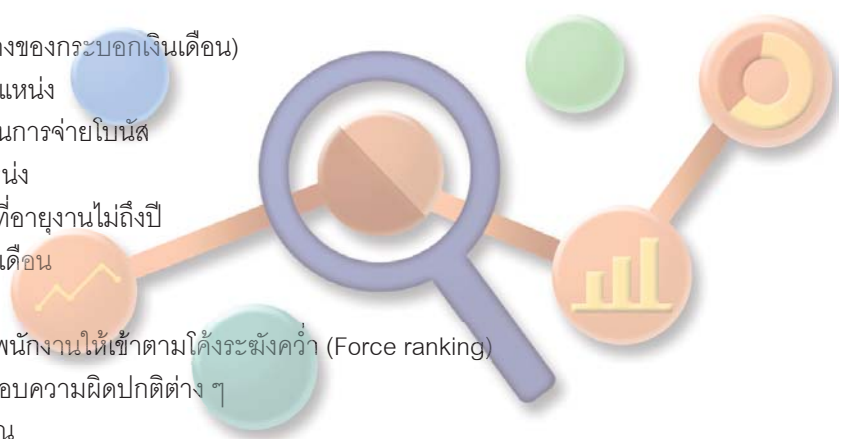 างของกระบอกเงินเดือน)
แหน่ง
นการจ่ายโบนัส
น่ง
ที่อายุงานไม่ถึงปี
เดือน
พนักงานให้เข้าตามโค้งระฆังคว่ำ (Force ranking)
อบความผิดปกติต่าง ๆ
ณ